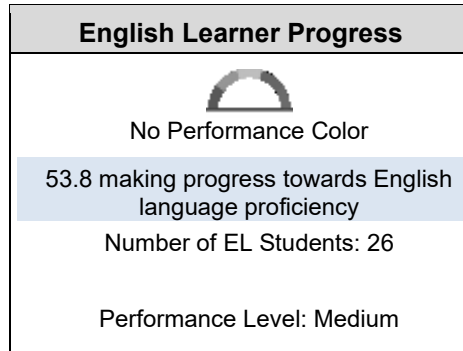 English Learner Progress
No Performance Color
53.8 making progress towards English
language proficiency
Number of EL Students: 26
Performance Level: Medium